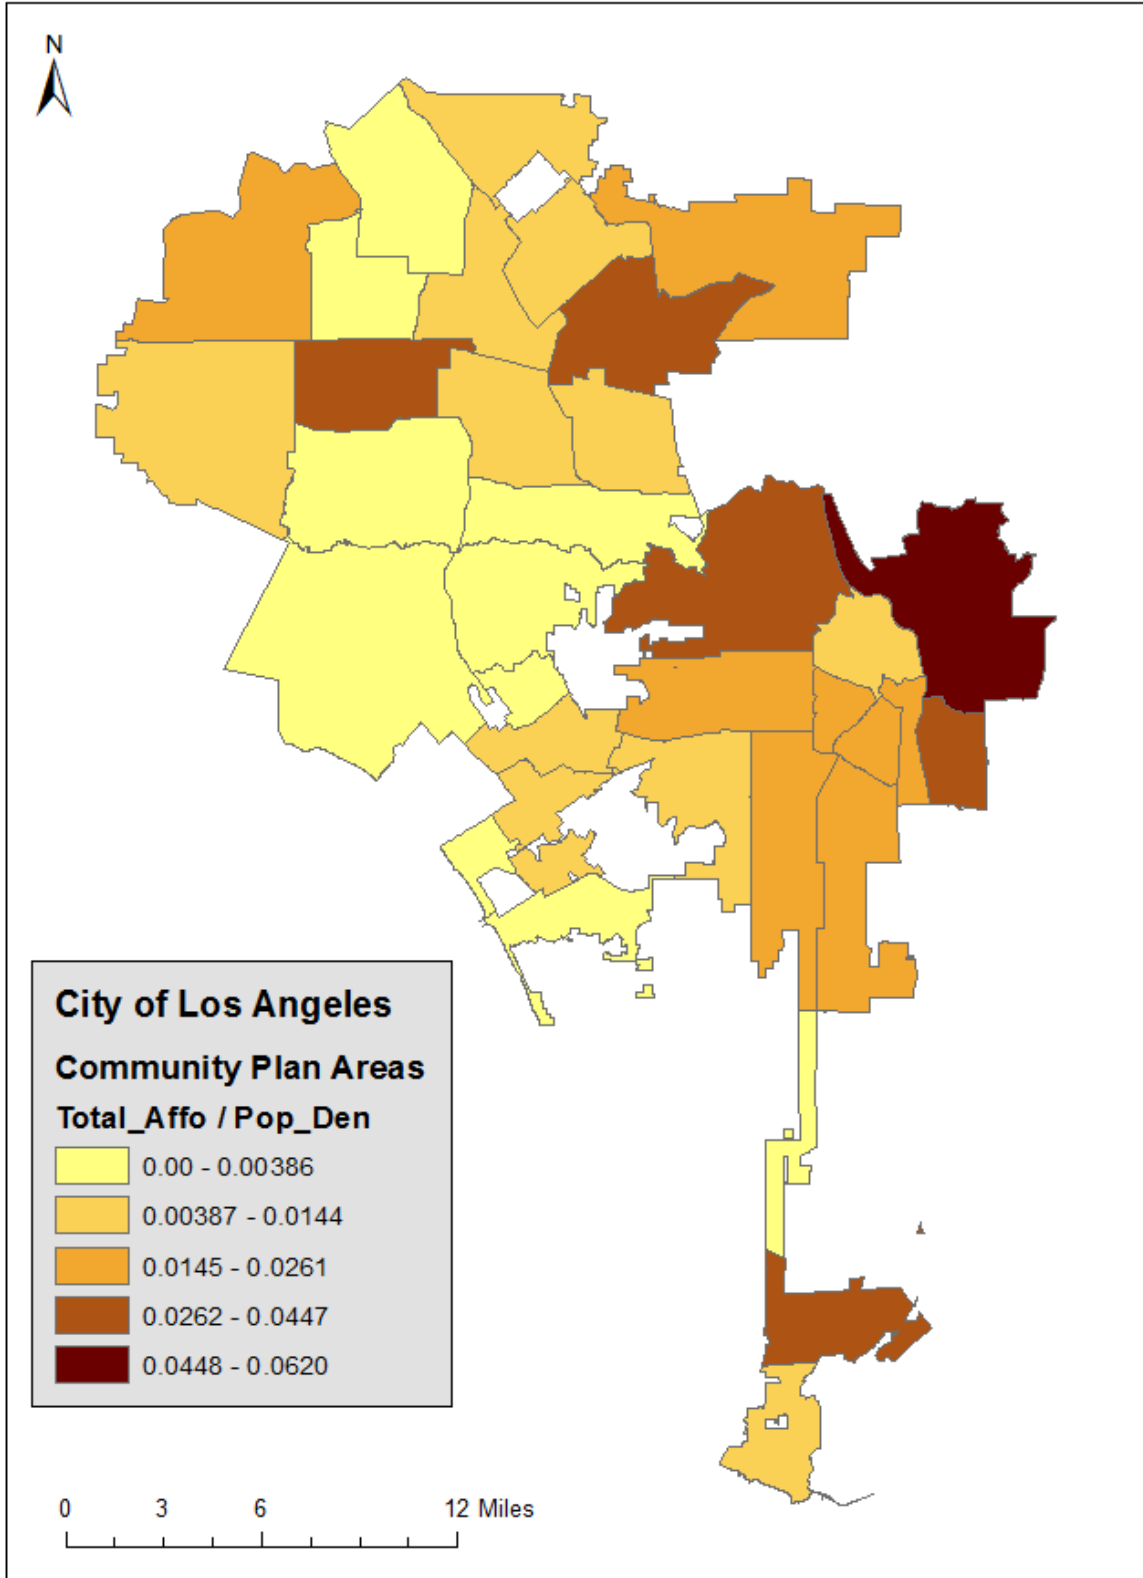 N
City of Los Angeles
Community Plan Areas
Total_Affo / Pop_Den
0.00 - 0.00386
0.00387 - 0.0144
0.0145 - 0.0261
0.0262 - 0.0447
0.0448 - 0.0620
0 3 6 12 Miles